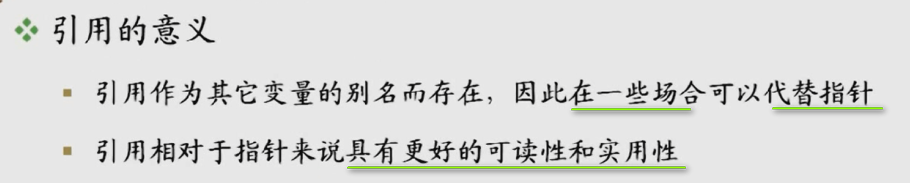 引用的意义
引用作为其它变量的别名而存在，因此在一些场合可以代替指针
引用相对于指针来说具有更好的可读性和实用性